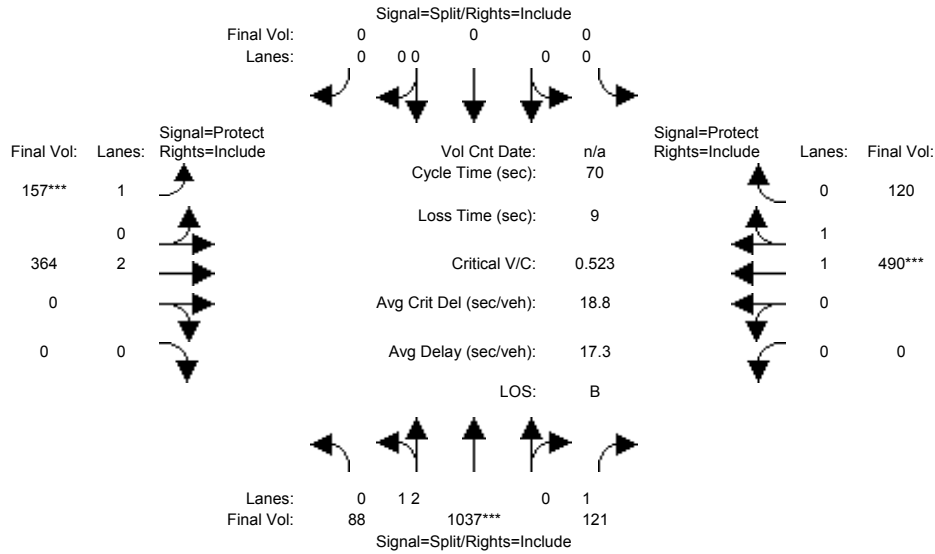 Signal=Split/Rights=Include
Final Vol: 0 0 0
Lanes: 0 0 0 0 0
Signal=Protect Signal=Protect
Final Vol: Lanes: Rights=Include Vol Cnt Date: n/a Rights=Include Lanes: Final Vol:
Cycle Time (sec): 70
157*** 1 0 120
Loss Time (sec): 9
0 1
364 2 Critical V/C: 0.523 1 490***
0 Avg Crit Del (sec/veh): 18.8 0
0 0 Avg Delay (sec/veh): 17.3 0 0
LOS: B
Lanes: 0 1 2 0 1
Final Vol: 88 1037*** 121
Signal=Split/Rights=Include